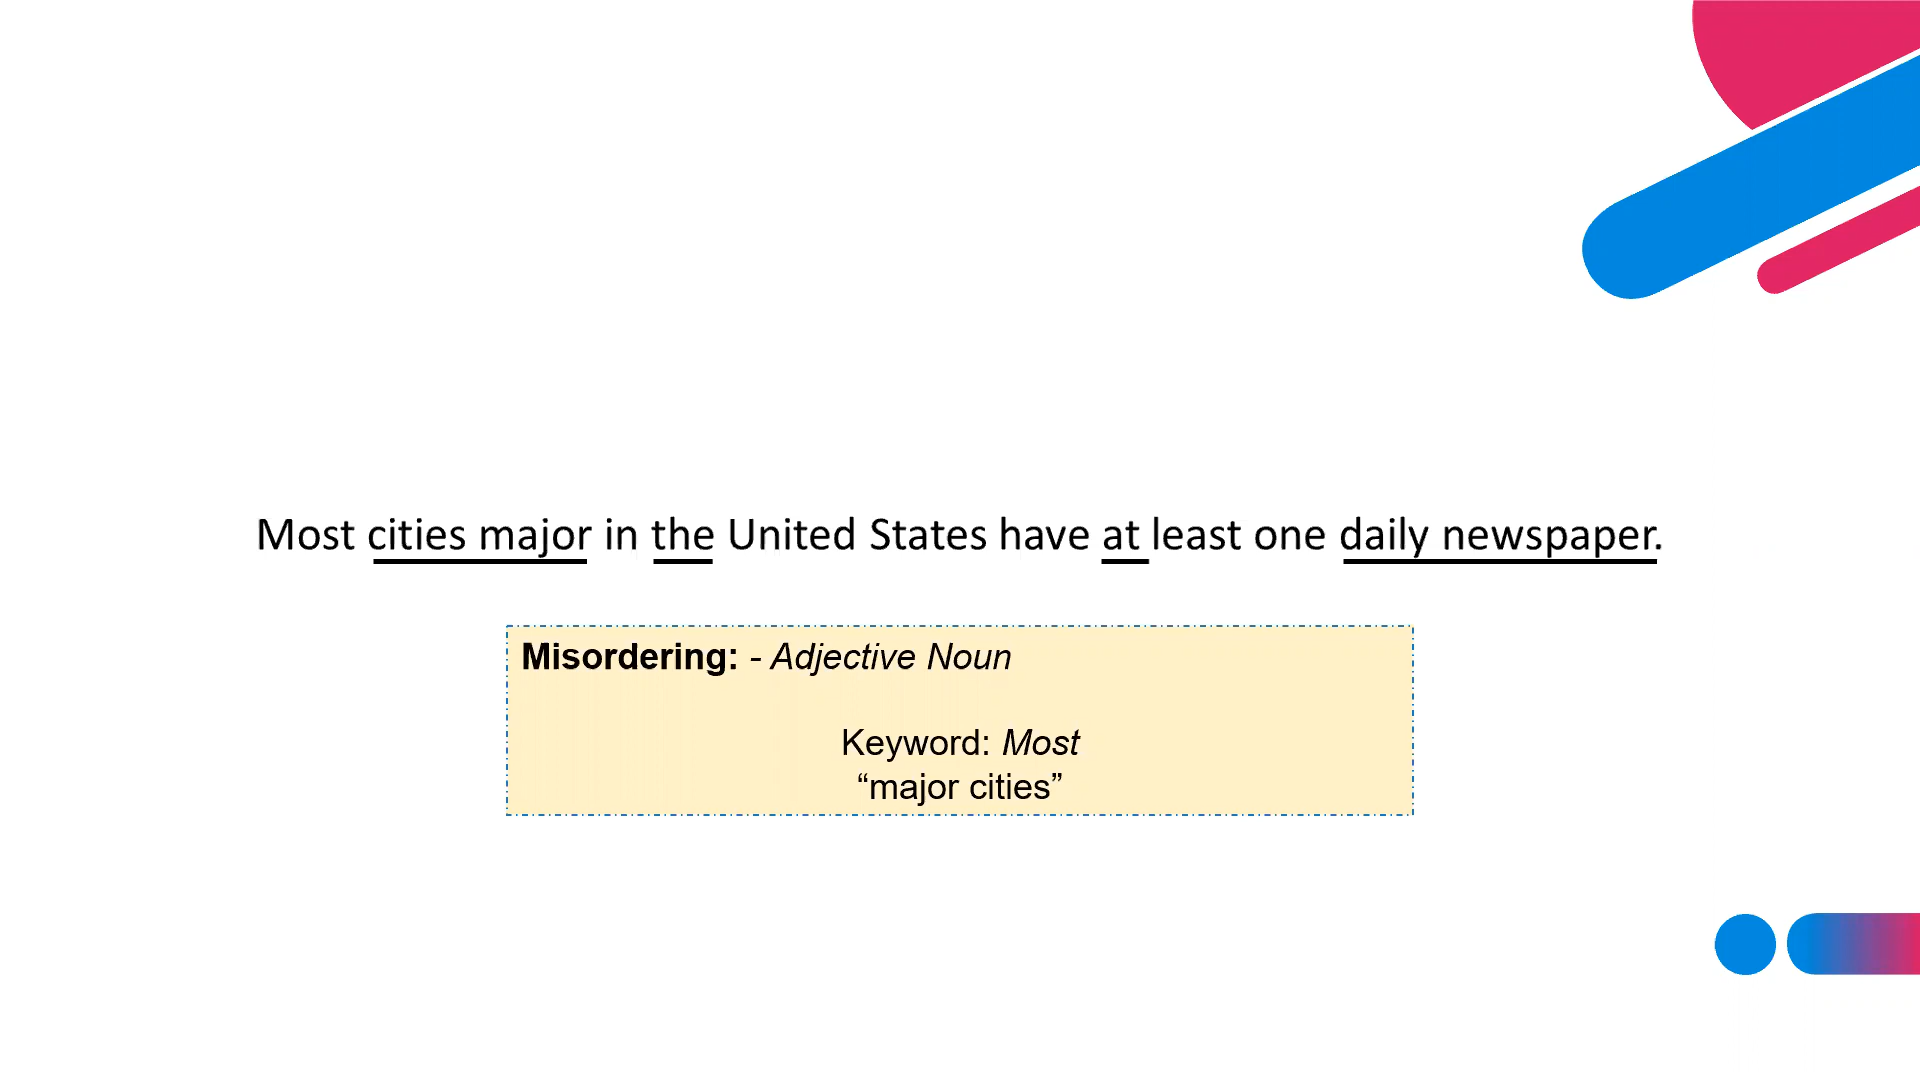 Most cities major in the United States have at least one daily newspaper.
Misordering: - Adjective Noun
Keyword: Most
“major cities”